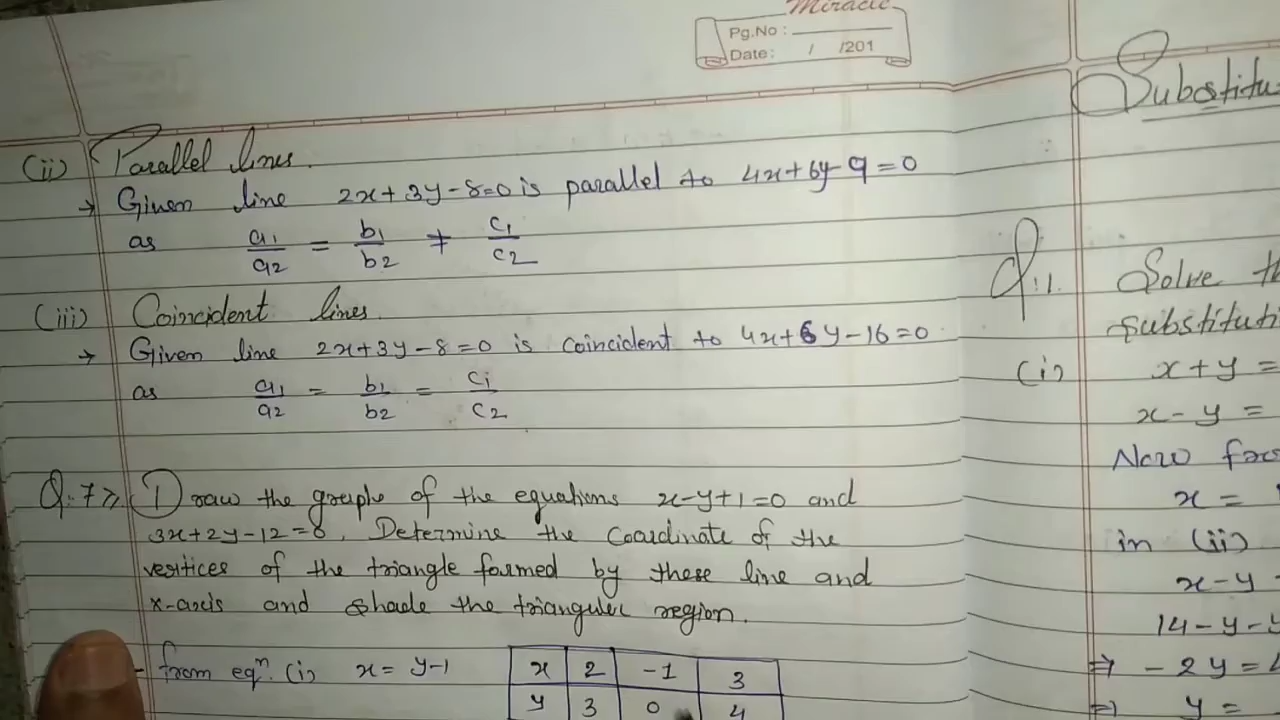 Miracle
Pg.No :
Date: / /201
(ii) Parallel lines.
→ Given line 2x+3y-8=0 is parallel to 4x+6y-9=0
as a1/a2 = b1/b2 ≠ c1/c2
(iii) Coincident lines.
→ Given line 2x+3y-8=0 is coincident to 4x+6y-16=0
as a1/a2 = b1/b2 = c1/c2
Q.7 Draw the graphs of the equations x-y+1=0 and
3x+2y-12=0. Determine the coordinate of the
vertices of the triangle formed by these line and
x-axis and shade the triangular region.
- from eqn. (i) x= y-1
x 2 -1 3
y 3 0 4
Substitu
Q.1. Solve th
substituti
(i) x+y =
x-y =
Now
x =
in (ii)
x-y
14-y-y
⇒ -2y=
⇒ y =